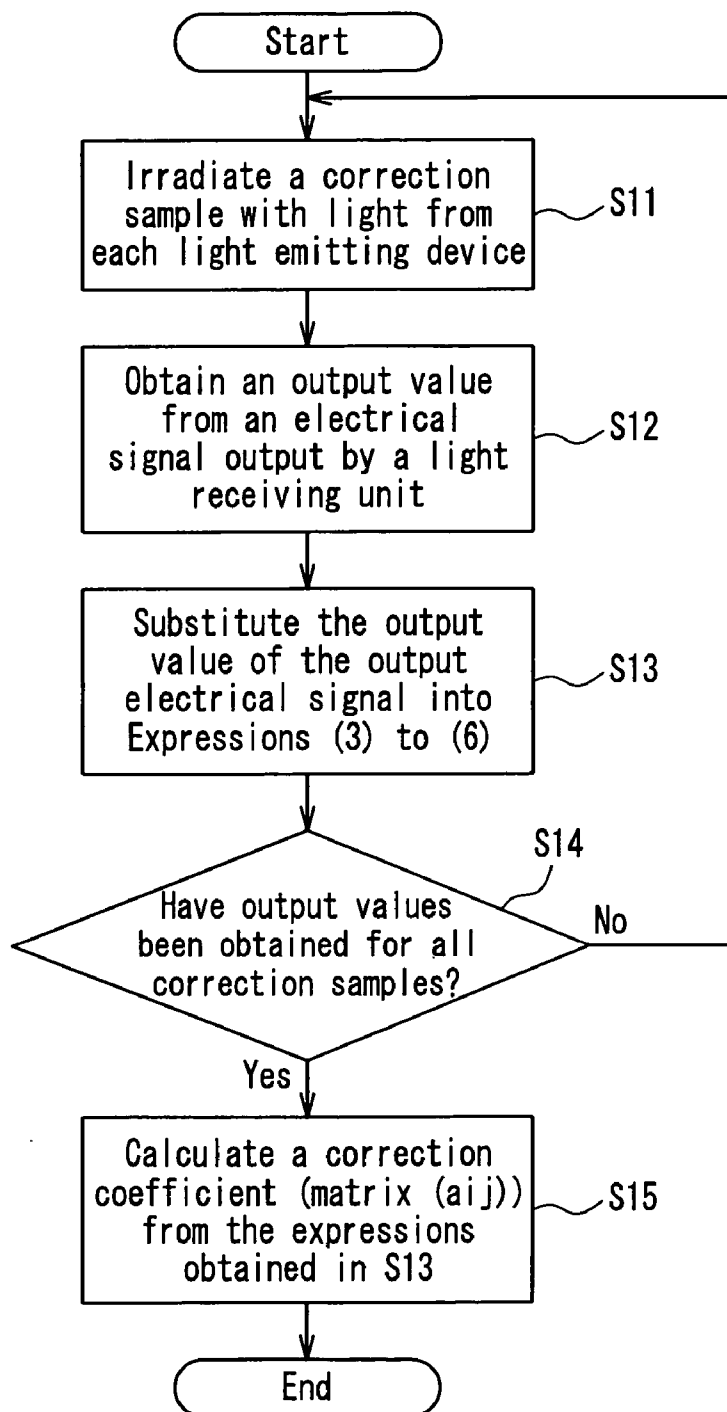 Start
Irradiate a correction
sample with light from
each light emitting device
S11
Obtain an output value
from an electrical
signal output by a light
receiving unit
S12
Substitute the output
value of the output
electrical signal into
Expressions (3) to (6)
S13
S14
Have output values
been obtained for all
correction samples?
No
Yes
Calculate a correction
coefficient (matrix (aij))
from the expressions
obtained in S13
S15
End